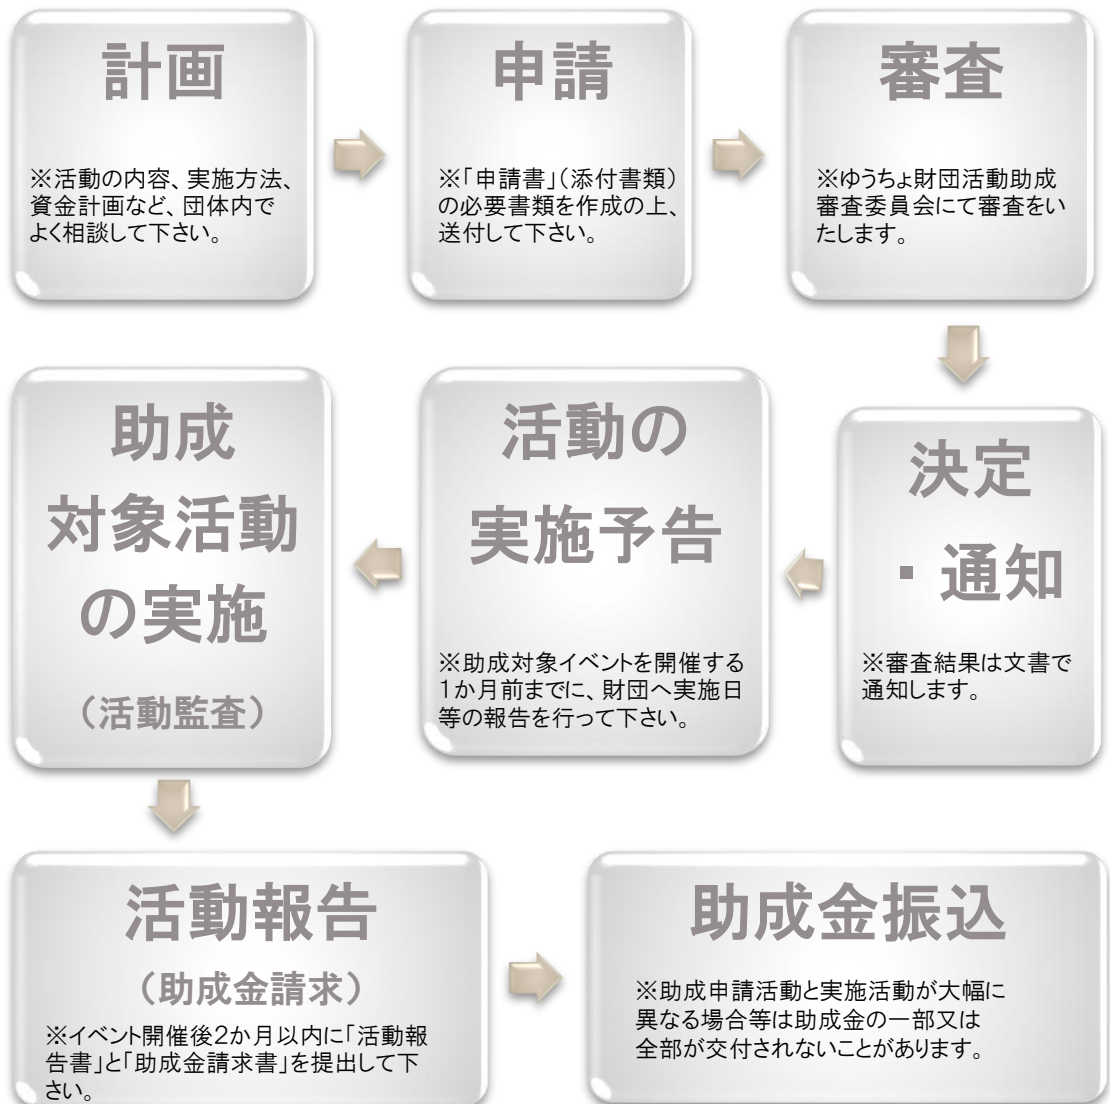 計画
※活動の内容、実施方法、
資金計画など、団体内で
よく相談して下さい。
申請
※「申請書」(添付書類)
の必要書類を作成の上、
送付して下さい。
審査
※ゆうちょ財団活動助成
審査委員会にて審査をい
たします。
決定
・通知
※審査結果は文書で
通知します。
活動の
実施予告
※助成対象イベントを開催する
1か月前までに、財団へ実施日
等の報告を行って下さい。
助成
対象活動
の実施
(活動監査)
活動報告
(助成金請求)
※イベント開催後2か月以内に「活動報
告書」と「助成金請求書」を提出して下
さい。
助成金振込
※助成申請活動と実施活動が大幅に
異なる場合等は助成金の一部又は
全部が交付されないことがあります。